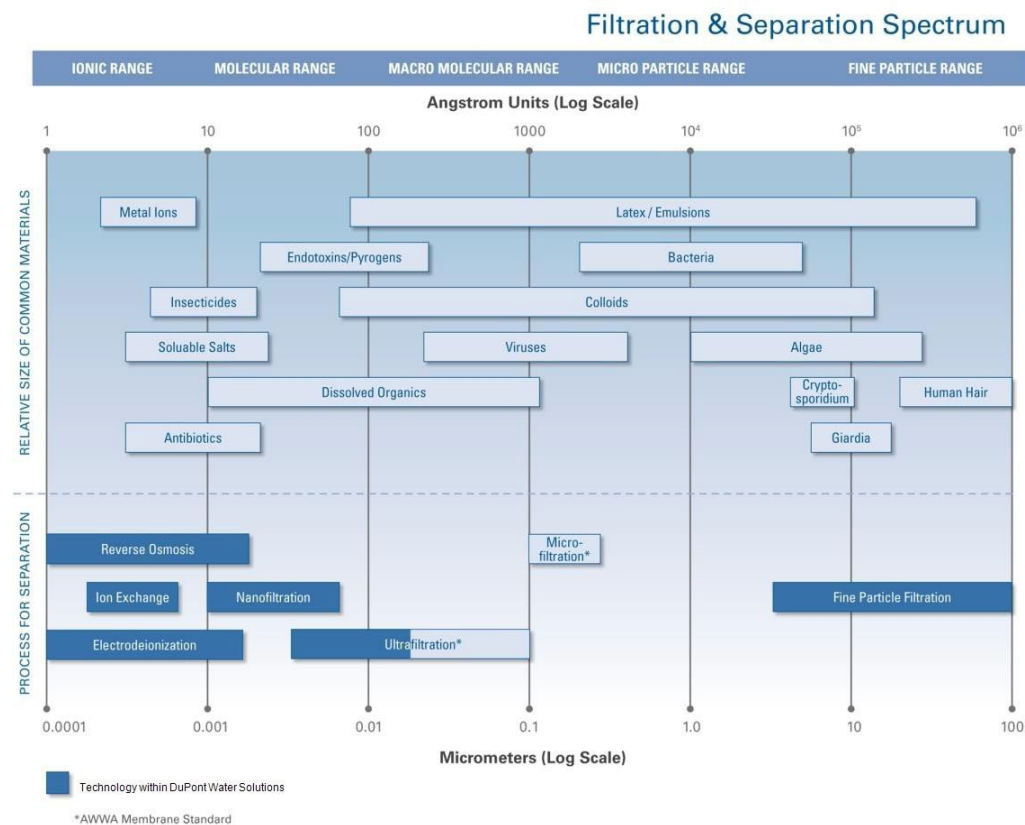 Filtration & Separation Spectrum
IONIC RANGE MOLECULAR RANGE MACRO MOLECULAR RANGE MICRO PARTICLE RANGE FINE PARTICLE RANGE
Angstrom Units (Log Scale)
1 10 100 1000 10⁴ 10⁵ 10⁶
RELATIVE SIZE OF COMMON MATERIALS
Metal Ions Latex / Emulsions
Endotoxins/Pyrogens Bacteria
Insecticides Colloids
Soluable Salts Viruses Algae
Dissolved Organics Crypto-
sporidium Human Hair
Antibiotics Giardia
PROCESS FOR SEPARATION
Reverse Osmosis Micro-
filtration*
Ion Exchange Nanofiltration Fine Particle Filtration
Electrodeionization Ultrafiltration*
0.0001 0.001 0.01 0.1 1.0 10 100
Micrometers (Log Scale)
Technology within DuPont Water Solutions
*AWWA Membrane Standard